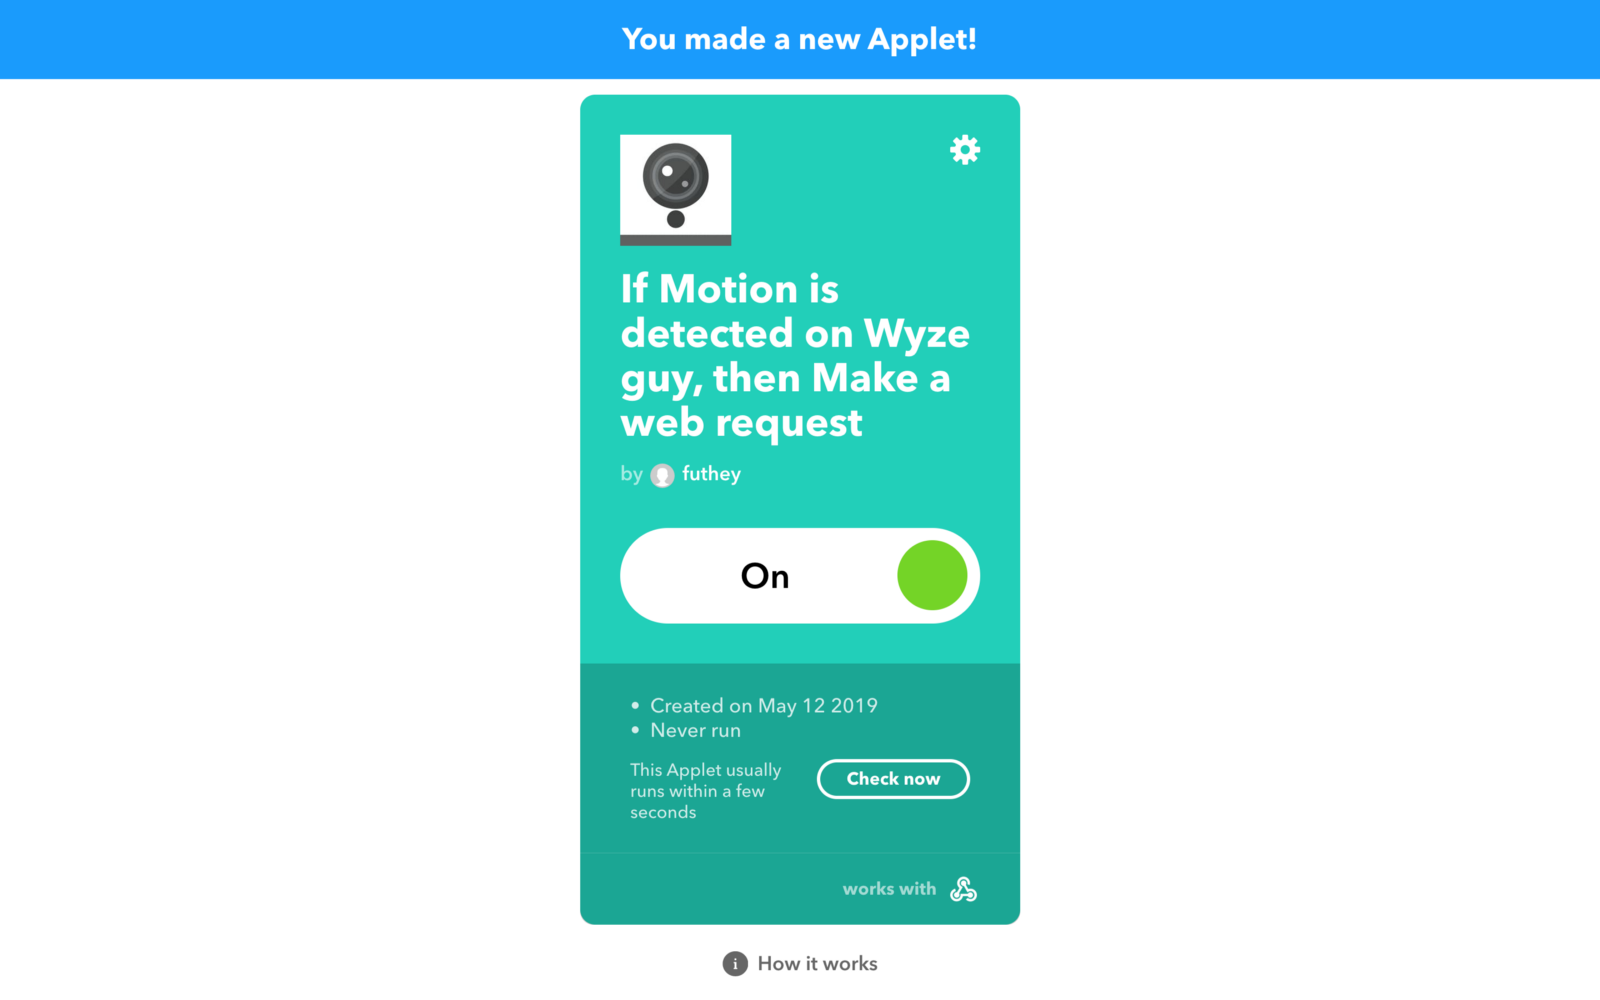 You made a new Applet!
If Motion is
detected on Wyze
guy, then Make a
web request
by futhey
On
• Created on May 12 2019
• Never run
This Applet usually
runs within a few
seconds
Check now
works with
i How it works